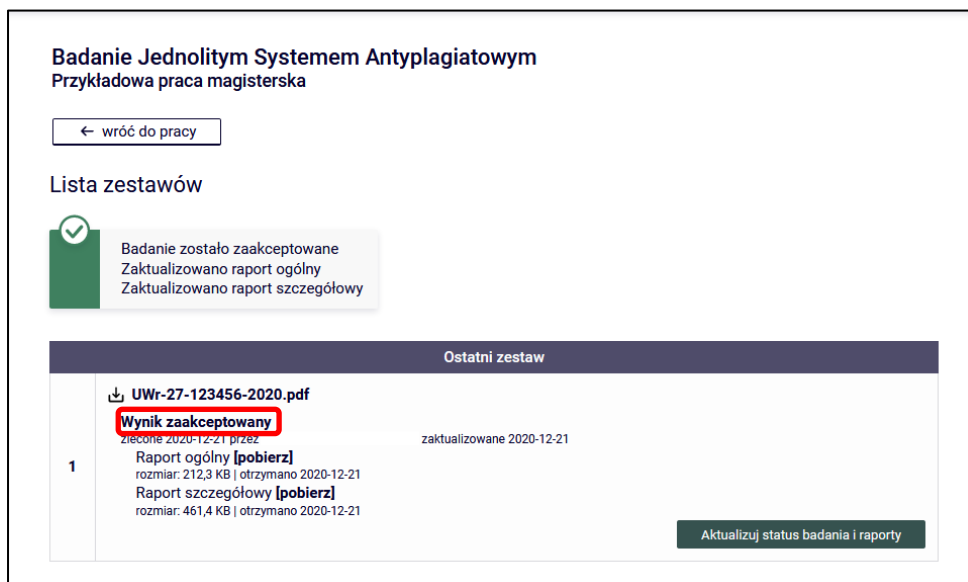 Badanie Jednolitym Systemem Antyplagiatowym
Przykładowa praca magisterska
← wróć do pracy
Lista zestawów
Badanie zostało zaakceptowane
Zaktualizowano raport ogólny
Zaktualizowano raport szczegółowy
Ostatni zestaw
UWr-27-123456-2020.pdf
Wynik zaakceptowany
zlecone 2020-12-21 przez zaktualizowane 2020-12-21
1
Raport ogólny [pobierz]
rozmiar: 212,3 KB | otrzymano 2020-12-21
Raport szczegółowy [pobierz]
rozmiar: 461,4 KB | otrzymano 2020-12-21
Aktualizuj status badania i raporty